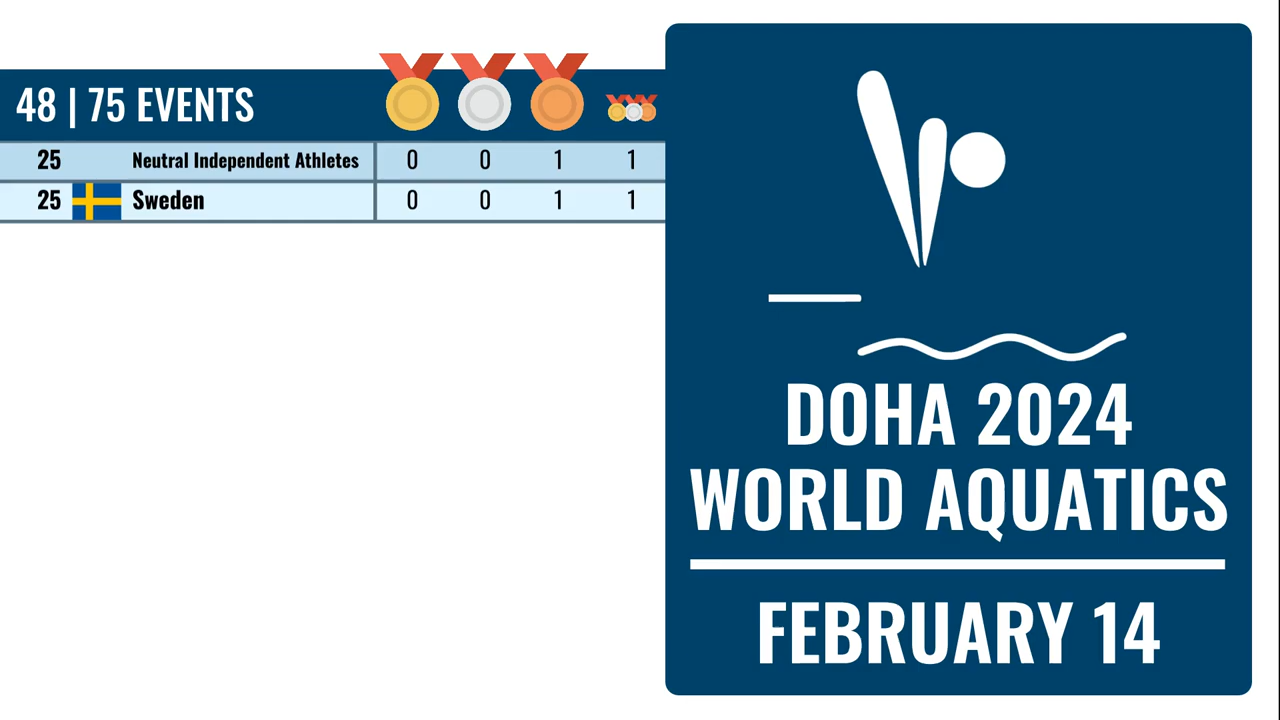 48 | 75 EVENTS
25 Neutral Independent Athletes 0 0 1 1
25 Sweden 0 0 1 1
DOHA 2024
WORLD AQUATICS
FEBRUARY 14